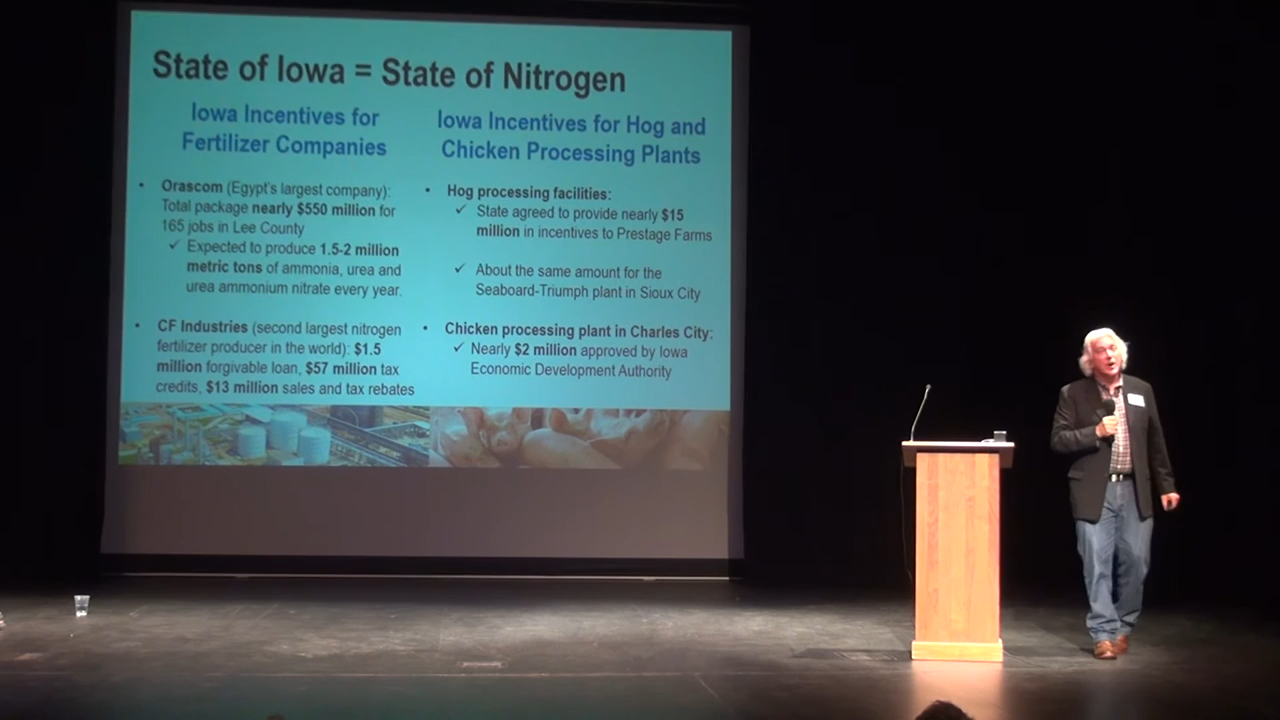 State of Iowa = State of Nitrogen
Iowa Incentives for
Fertilizer Companies
• Orascom (Egypt's largest company):
Total package nearly $550 million for
165 jobs in Lee County
✓ Expected to produce 1.5-2 million
metric tons of ammonia, urea and
urea ammonium nitrate every year.
• CF Industries (second largest nitrogen
fertilizer producer in the world): $1.5
million forgivable loan, $57 million tax
credits, $13 million sales and tax rebates
Iowa Incentives for Hog and
Chicken Processing Plants
• Hog processing facilities:
✓ State agreed to provide nearly $15
million in incentives to Prestage Farms
✓ About the same amount for the
Seaboard-Triumph plant in Sioux City
• Chicken processing plant in Charles City:
✓ Nearly $2 million approved by Iowa
Economic Development Authority